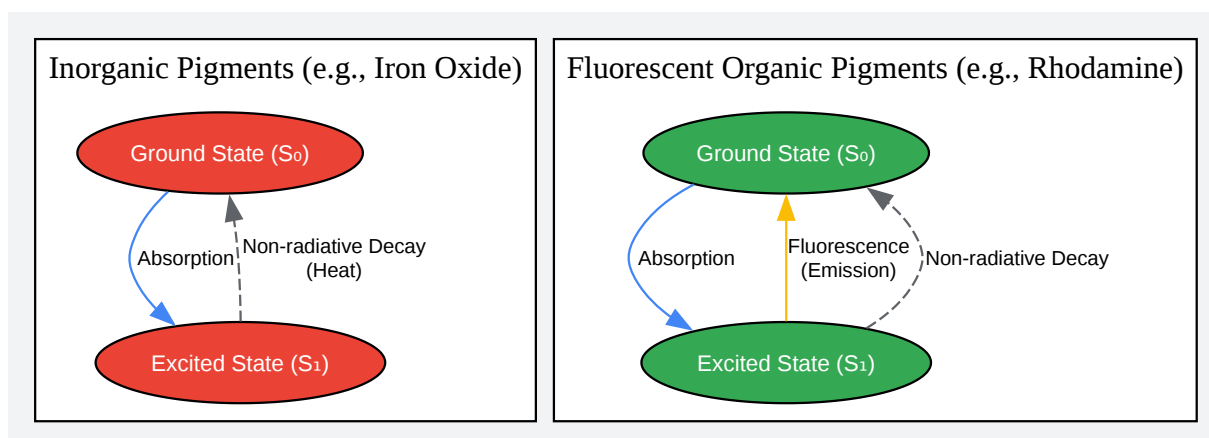 Inorganic Pigments (e.g., Iron Oxide)
Ground State (S₀)
Absorption
Non-radiative Decay
(Heat)
Excited State (S₁)
Fluorescent Organic Pigments (e.g., Rhodamine)
Ground State (S₀)
Absorption
Fluorescence
(Emission)
Non-radiative Decay
Excited State (S₁)